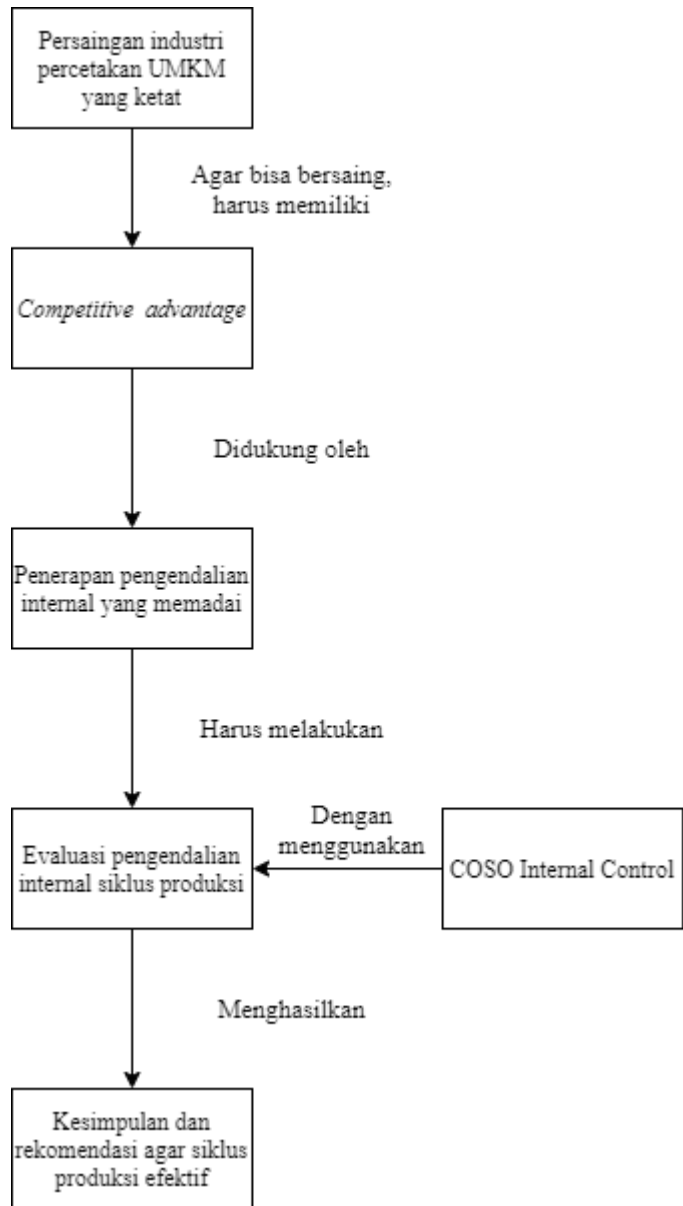 Persaingan industri
percetakan UMKM
yang ketat
Agar bisa bersaing,
harus memiliki
Competitive advantage
Didukung oleh
Penerapan pengendalian
internal yang memadai
Harus melakukan
Evaluasi pengendalian
internal siklus produksi
Dengan
menggunakan
COSO Internal Control
Menghasilkan
Kesimpulan dan
rekomendasi agar siklus
produksi efektif